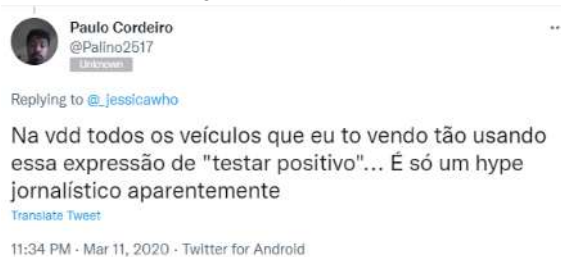 Paulo Cordeiro
@Palino2517
Unknown
Replying to @_jessicawho
Na vdd todos os veículos que eu to vendo tão usando
essa expressão de "testar positivo"... É só um hype
jornalístico aparentemente
Translate Tweet
11:34 PM · Mar 11, 2020 · Twitter for Android